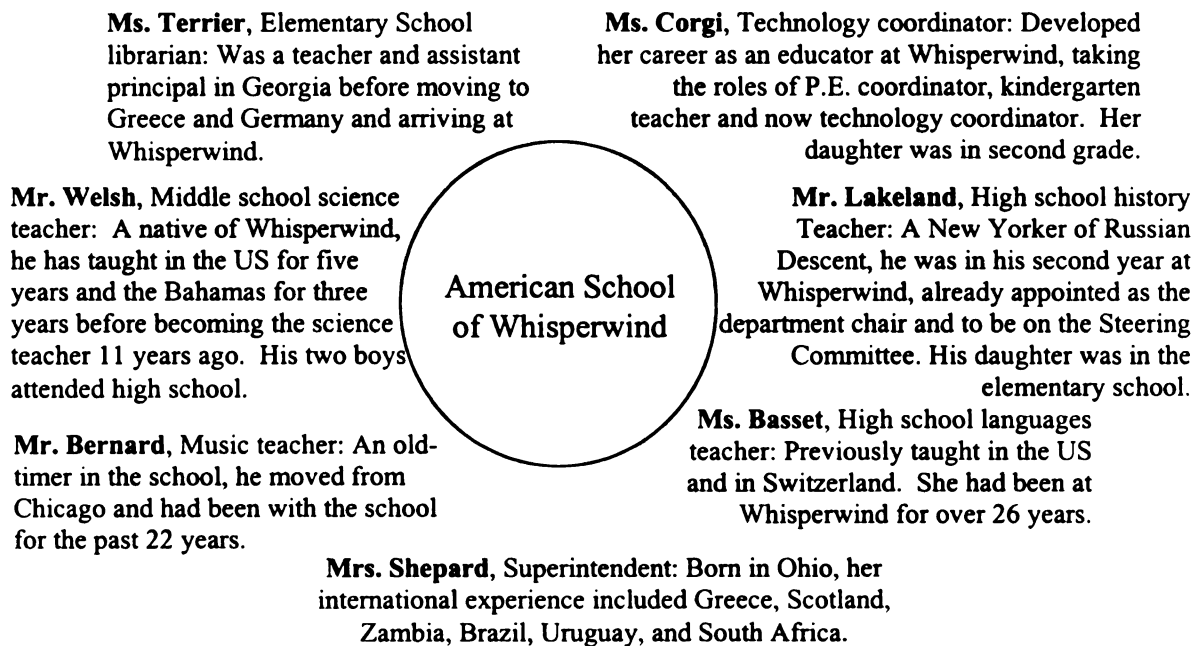 Ms. Terrier, Elementary School
librarian: Was a teacher and assistant
principal in Georgia before moving to
Greece and Germany and arriving at
Whisperwind.
Ms. Corgi, Technology coordinator: Developed
her career as an educator at Whisperwind, taking
the roles of P.E. coordinator, kindergarten
teacher and now technology coordinator. Her
daughter was in second grade.
Mr. Welsh, Middle school science
teacher: A native of Whisperwind,
he has taught in the US for five
years and the Bahamas for three
years before becoming the science
teacher 11 years ago. His two boys
attended high school.
American School
of Whisperwind
Mr. Lakeland, High school history
Teacher: A New Yorker of Russian
Descent, he was in his second year at
Whisperwind, already appointed as the
department chair and to be on the Steering
Committee. His daughter was in the
elementary school.
Mr. Bernard, Music teacher: An old-
timer in the school, he moved from
Chicago and had been with the school
for the past 22 years.
Ms. Basset, High school languages
teacher: Previously taught in the US
and in Switzerland. She had been at
Whisperwind for over 26 years.
Mrs. Shepard, Superintendent: Born in Ohio, her
international experience included Greece, Scotland,
Zambia, Brazil, Uruguay, and South Africa.